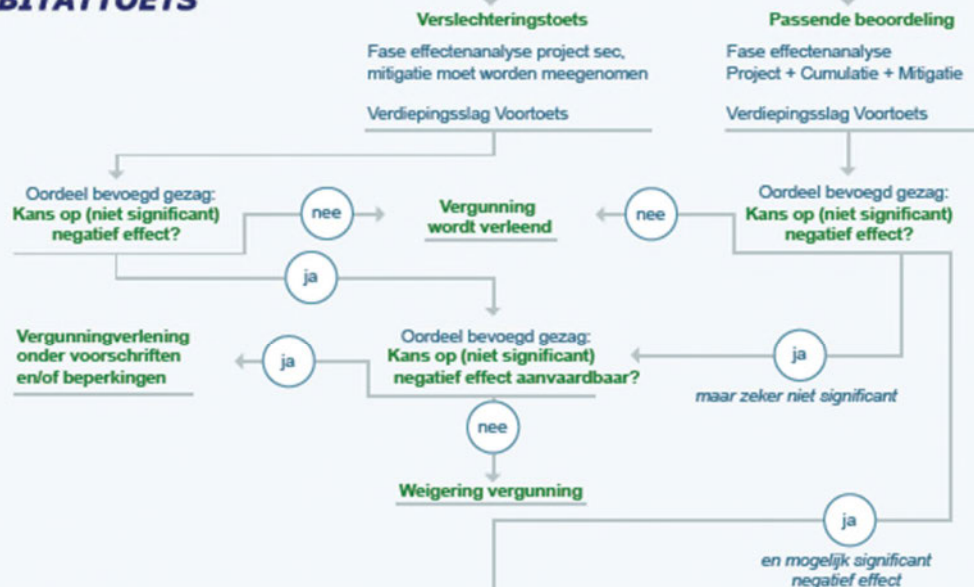 BITATTOETS
Verslechteringstoets
Fase effectenanalyse project sec,
mitigatie moet worden meegenomen
Verdiepingsslag Voortoets
Passende beoordeling
Fase effectenanalyse
Project + Cumulatie + Mitigatie
Verdiepingsslag Voortoets
Oordeel bevoegd gezag:
Kans op (niet significant)
negatief effect?
nee
Vergunning
wordt verleend
nee
Oordeel bevoegd gezag:
Kans op (niet significant)
negatief effect?
ja
Vergunningverlening
onder voorschriften
en/of beperkingen
ja
Oordeel bevoegd gezag:
Kans op (niet significant)
negatief effect aanvaardbaar?
ja
maar zeker niet significant
nee
Weigering vergunning
ja
en mogelijk significant
negatief effect